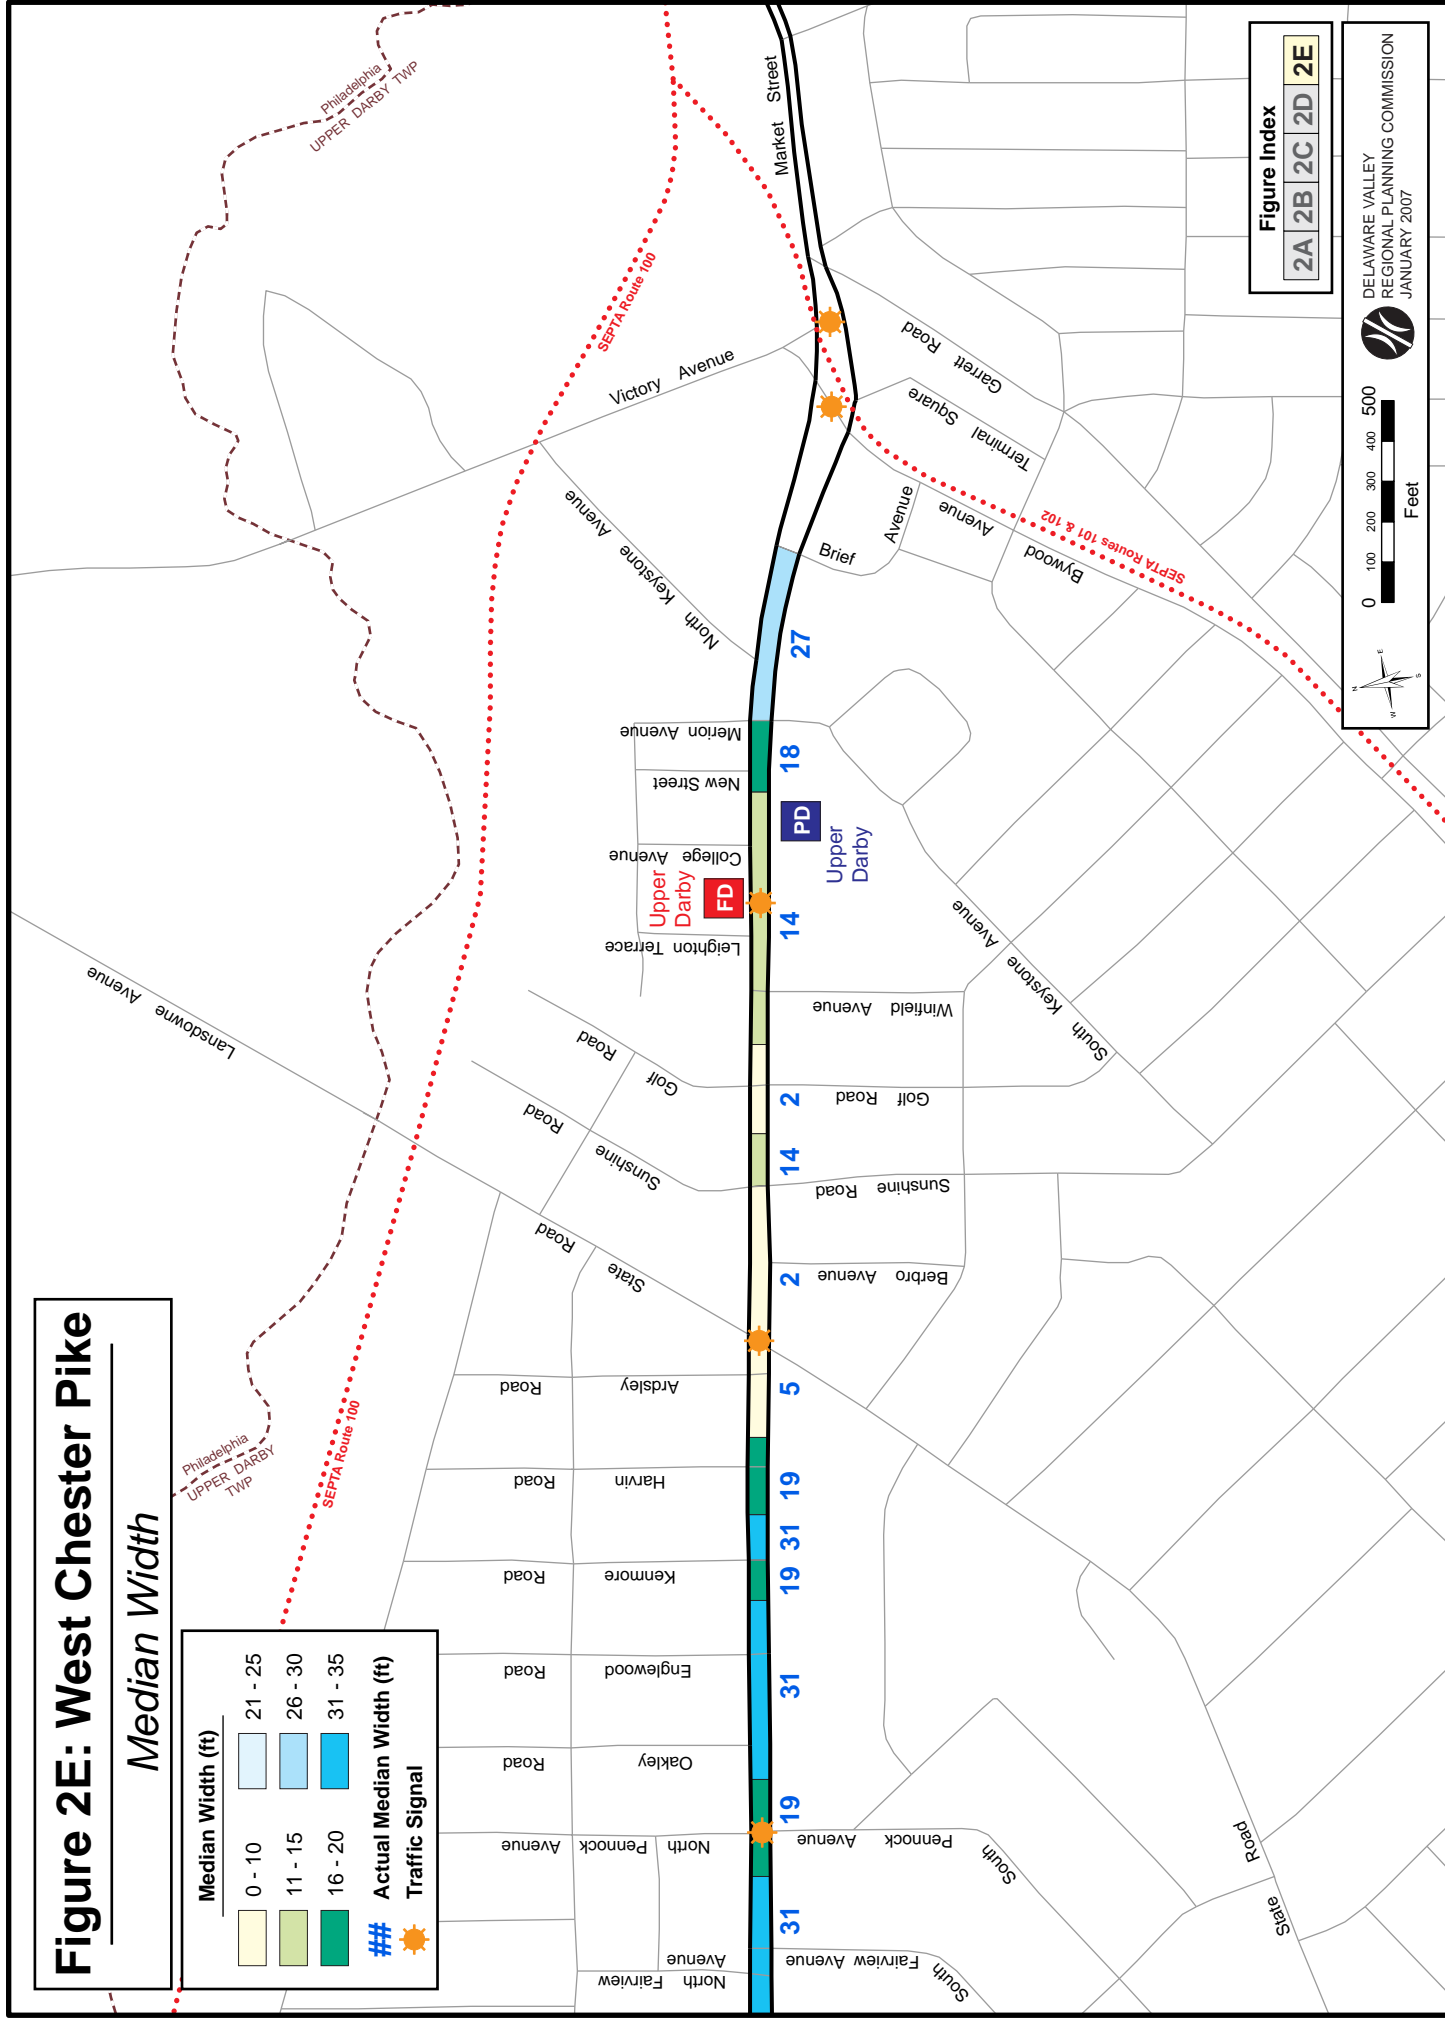 Figure 2E: West Chester Pike
Median Width
Median Width (ft)
0 - 10
21 - 25
11 - 15
26 - 30
16 - 20
31 - 35
## Actual Median Width (ft)
Traffic Signal
Philadelphia
UPPER DARBY
TWP
SEPTA Route 100
Lansdowne Avenue
Philadelphia
UPPER DARBY TWP
SEPTA Route 100
Victory Avenue
North Keystone Avenue
Market Street
State Road
Sunshine Road
Golf Road
North Fairview Avenue
North Pennock Avenue
Oakley Road
Englewood Road
Kenmore Road
Harvin Road
Ardsley Road
Leighton Terrace
Upper
Darby
FD
College Avenue
New Street
Merion Avenue
31
19
31
19
31
19
5
2
14
2
14
18
27
PD
Upper
Darby
South Fairview Avenue
South Pennock Avenue
Berbro Avenue
Sunshine Road
Golf Road
Winfield Avenue
South Keystone Avenue
Brief Avenue
Bywood Avenue
Terminal Square
Garrett Road
SEPTA Routes 101 & 102
State Road
Figure Index
2A 2B 2C 2D 2E
N
E
S
W
0 100 200 300 400 500
Feet
DELAWARE VALLEY
REGIONAL PLANNING COMMISSION
JANUARY 2007